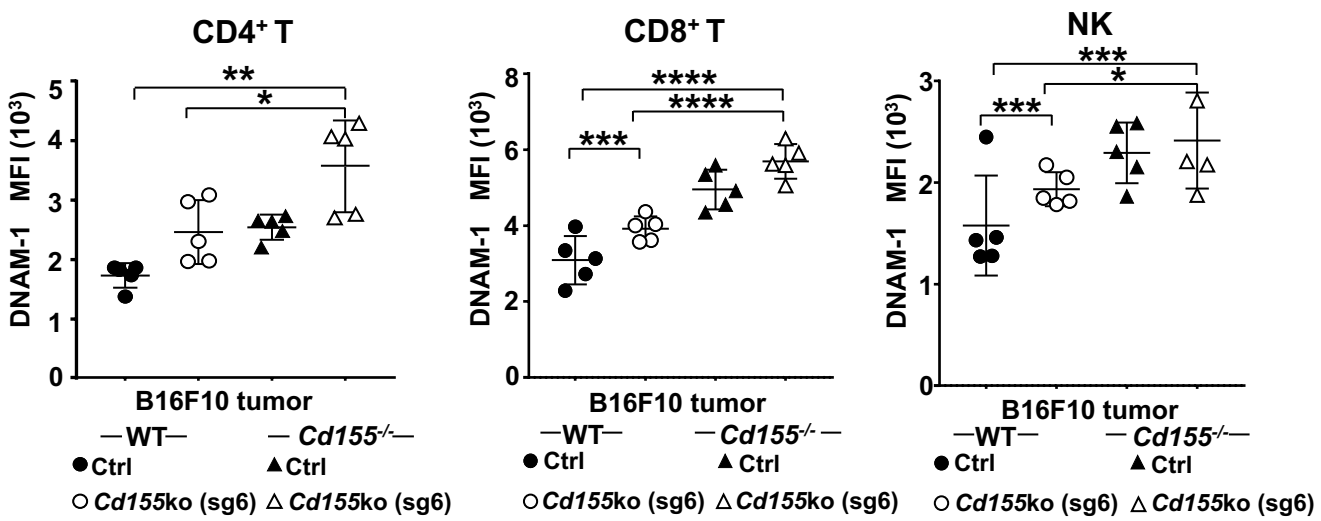 CD4⁺ T
DNAM-1 MFI (10³)
5
4
3
2
1
0
**
*
B16F10 tumor
—WT— — Cd155⁻/⁻—
● Ctrl ▲ Ctrl
○ Cd155ko (sg6) △ Cd155ko (sg6)
CD8⁺ T
DNAM-1 MFI (10³)
8
6
4
2
0
****
****
***
B16F10 tumor
—WT— — Cd155⁻/⁻ —
● Ctrl ▲ Ctrl
○ Cd155ko (sg6) △ Cd155ko (sg6)
NK
DNAM-1 MFI (10³)
3
2
1
0
***
*
***
B16F10 tumor
—WT— — Cd155⁻/⁻—
● Ctrl ▲ Ctrl
○ Cd155ko (sg6) △ Cd155ko (sg6)